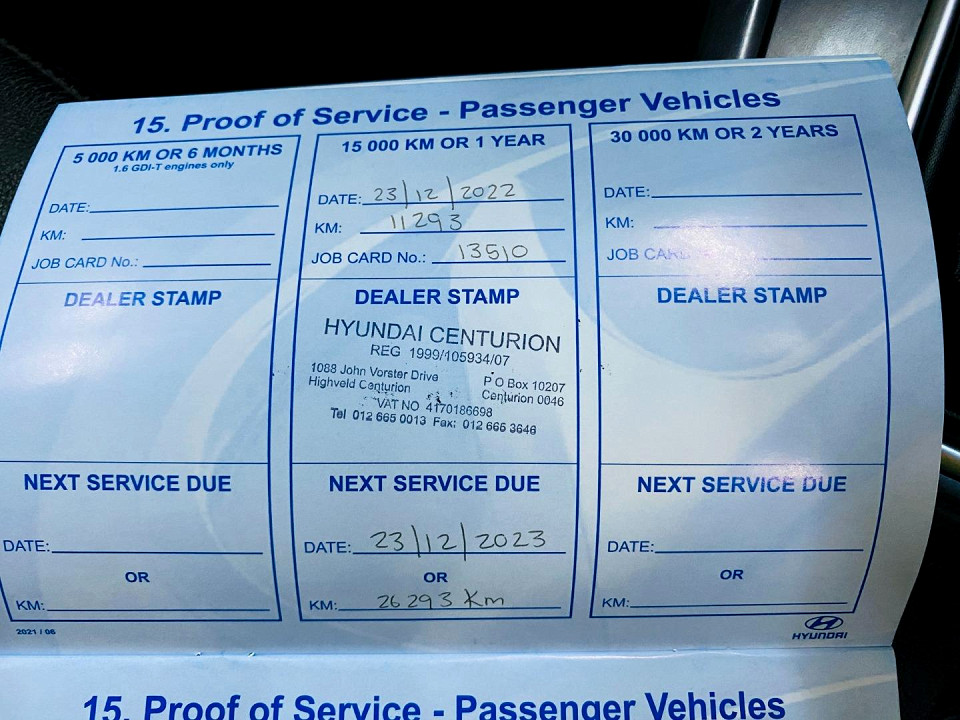 15. Proof of Service - Passenger Vehicles
5 000 KM OR 6 MONTHS
1.6 GDI-T engines only
DATE:
KM:
JOB CARD No.:
DEALER STAMP
NEXT SERVICE DUE
DATE:
OR
KM:
2021 / 06
15 000 KM OR 1 YEAR
DATE: 23/12/2022
KM: 11293
JOB CARD No.: 13510
DEALER STAMP
HYUNDAI CENTURION
REG 1999/105934/07
1088 John Vorster Drive P O Box 10207
Highveld Centurion Centurion 0046
VAT NO 4170186698
Tel 012 665 0013 Fax: 012 665 3646
NEXT SERVICE DUE
DATE: 23/12/2023
OR
KM: 26293 Km
30 000 KM OR 2 YEARS
DATE:
KM:
JOB CARD No.:
DEALER STAMP
NEXT SERVICE DUE
DATE:
OR
KM:
HYUNDAI
15. Proof of Service - Passenger Vehicles